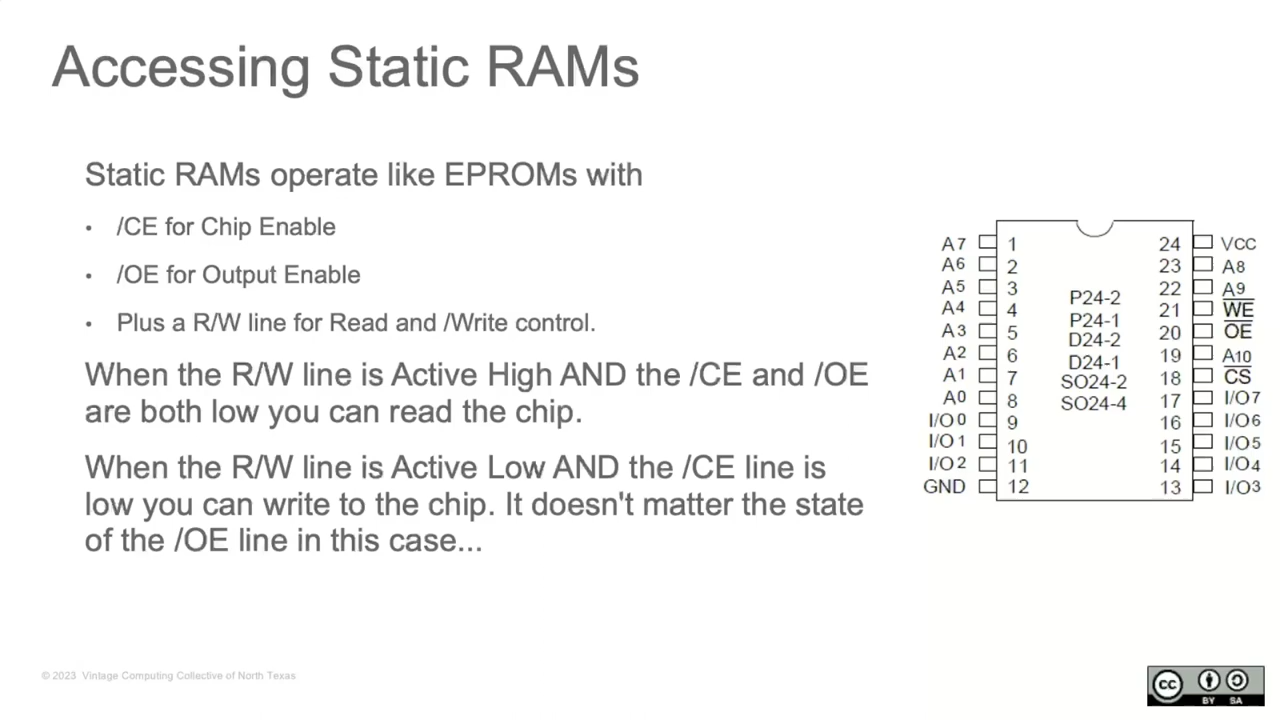 Accessing Static RAMs
Static RAMs operate like EPROMs with
• /CE for Chip Enable
• /OE for Output Enable
• Plus a R/W line for Read and /Write control.
When the R/W line is Active High AND the /CE and /OE
are both low you can read the chip.
When the R/W line is Active Low AND the /CE line is
low you can write to the chip. It doesn't matter the state
of the /OE line in this case...
A7 1 24 VCC
A6 2 23 A8
A5 3 22 A9
A4 4 P24-2 21 WE
A3 5 P24-1 20 OE
A2 6 D24-2 19 A10
A1 7 D24-1 18 CS
A0 8 SO24-2 17 I/O7
I/O0 9 SO24-4 16 I/O6
I/O1 10 15 I/O5
I/O2 11 14 I/O4
GND 12 13 I/O3
© 2023 Vintage Computing Collective of North Texas
cc BY SA